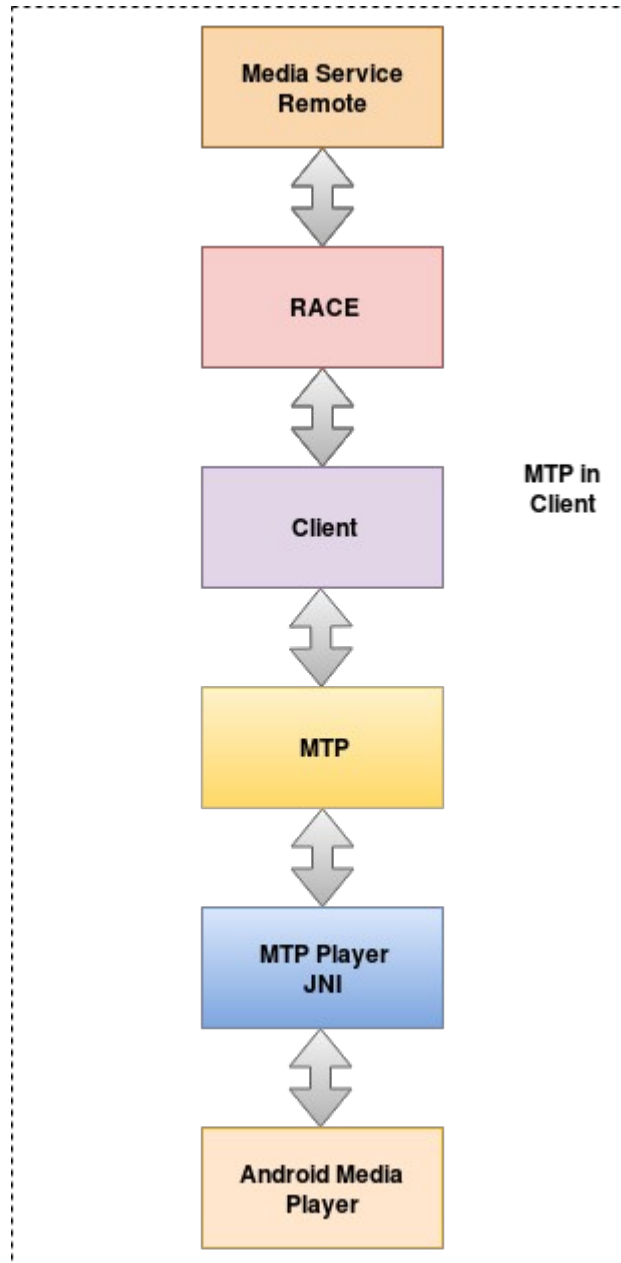 Media Service
Remote
RACE
Client
MTP in
Client
MTP
MTP Player
JNI
Android Media
Player